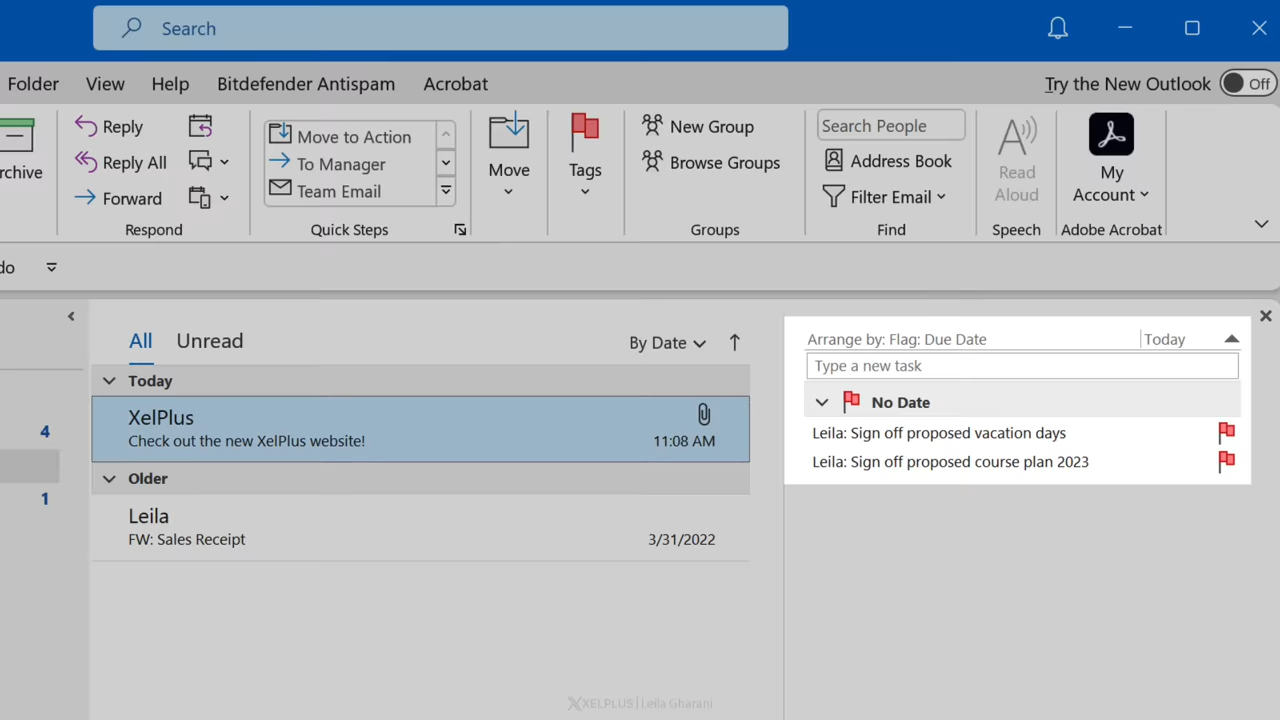 Search
Folder View Help Bitdefender Antispam Acrobat Try the New Outlook Off
Reply
Reply All
Forward
Respond
Move to Action
To Manager
Team Email
Quick Steps
Move
Tags
New Group
Browse Groups
Groups
Search People
Address Book
Filter Email
Find
Read
Aloud
Speech
My
Account
Adobe Acrobat
rchive
do
4
1
All Unread By Date
Today
XelPlus
Check out the new XelPlus website! 11:08 AM
Older
Leila
FW: Sales Receipt 3/31/2022
Arrange by: Flag: Due Date Today
Type a new task
No Date
Leila: Sign off proposed vacation days
Leila: Sign off proposed course plan 2023
XELPLUS | Leila Gharani